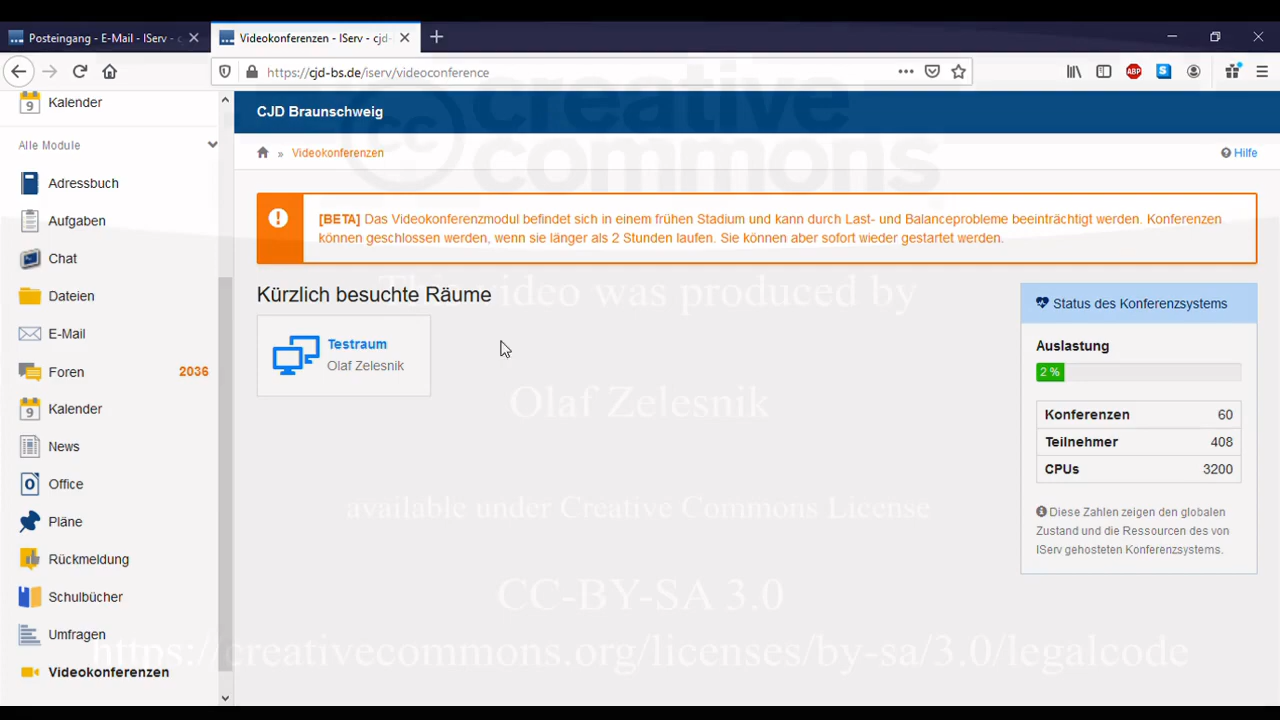 Posteingang - E-Mail - IServ - c
Videokonferenzen - IServ - cjd-
https://cjd-bs.de/iserv/videoconference
ABP
S
9 Kalender
Alle Module
Adressbuch
Aufgaben
Chat
Dateien
E-Mail
Foren 2036
9 Kalender
News
Office
Pläne
Rückmeldung
Schulbücher
Umfragen
Videokonferenzen
CJD Braunschweig
» Videokonferenzen
Hilfe
[BETA] Das Videokonferenzmodul befindet sich in einem frühen Stadium und kann durch Last- und Balanceprobleme beeinträchtigt werden. Konferenzen
können geschlossen werden, wenn sie länger als 2 Stunden laufen. Sie können aber sofort wieder gestartet werden.
Kürzlich besuchte Räume
Testraum
Olaf Zelesnik
Status des Konferenzsystems
Auslastung
2 %
Konferenzen 60
Teilnehmer 408
CPUs 3200
Diese Zahlen zeigen den globalen
Zustand und die Ressourcen des von
IServ gehosteten Konferenzsystems.
cc creative
commons
This video was produced by
Olaf Zelesnik
available under Creative Commons License
CC-BY-SA 3.0
https://creativecommons.org/licenses/by-sa/3.0/legalcode